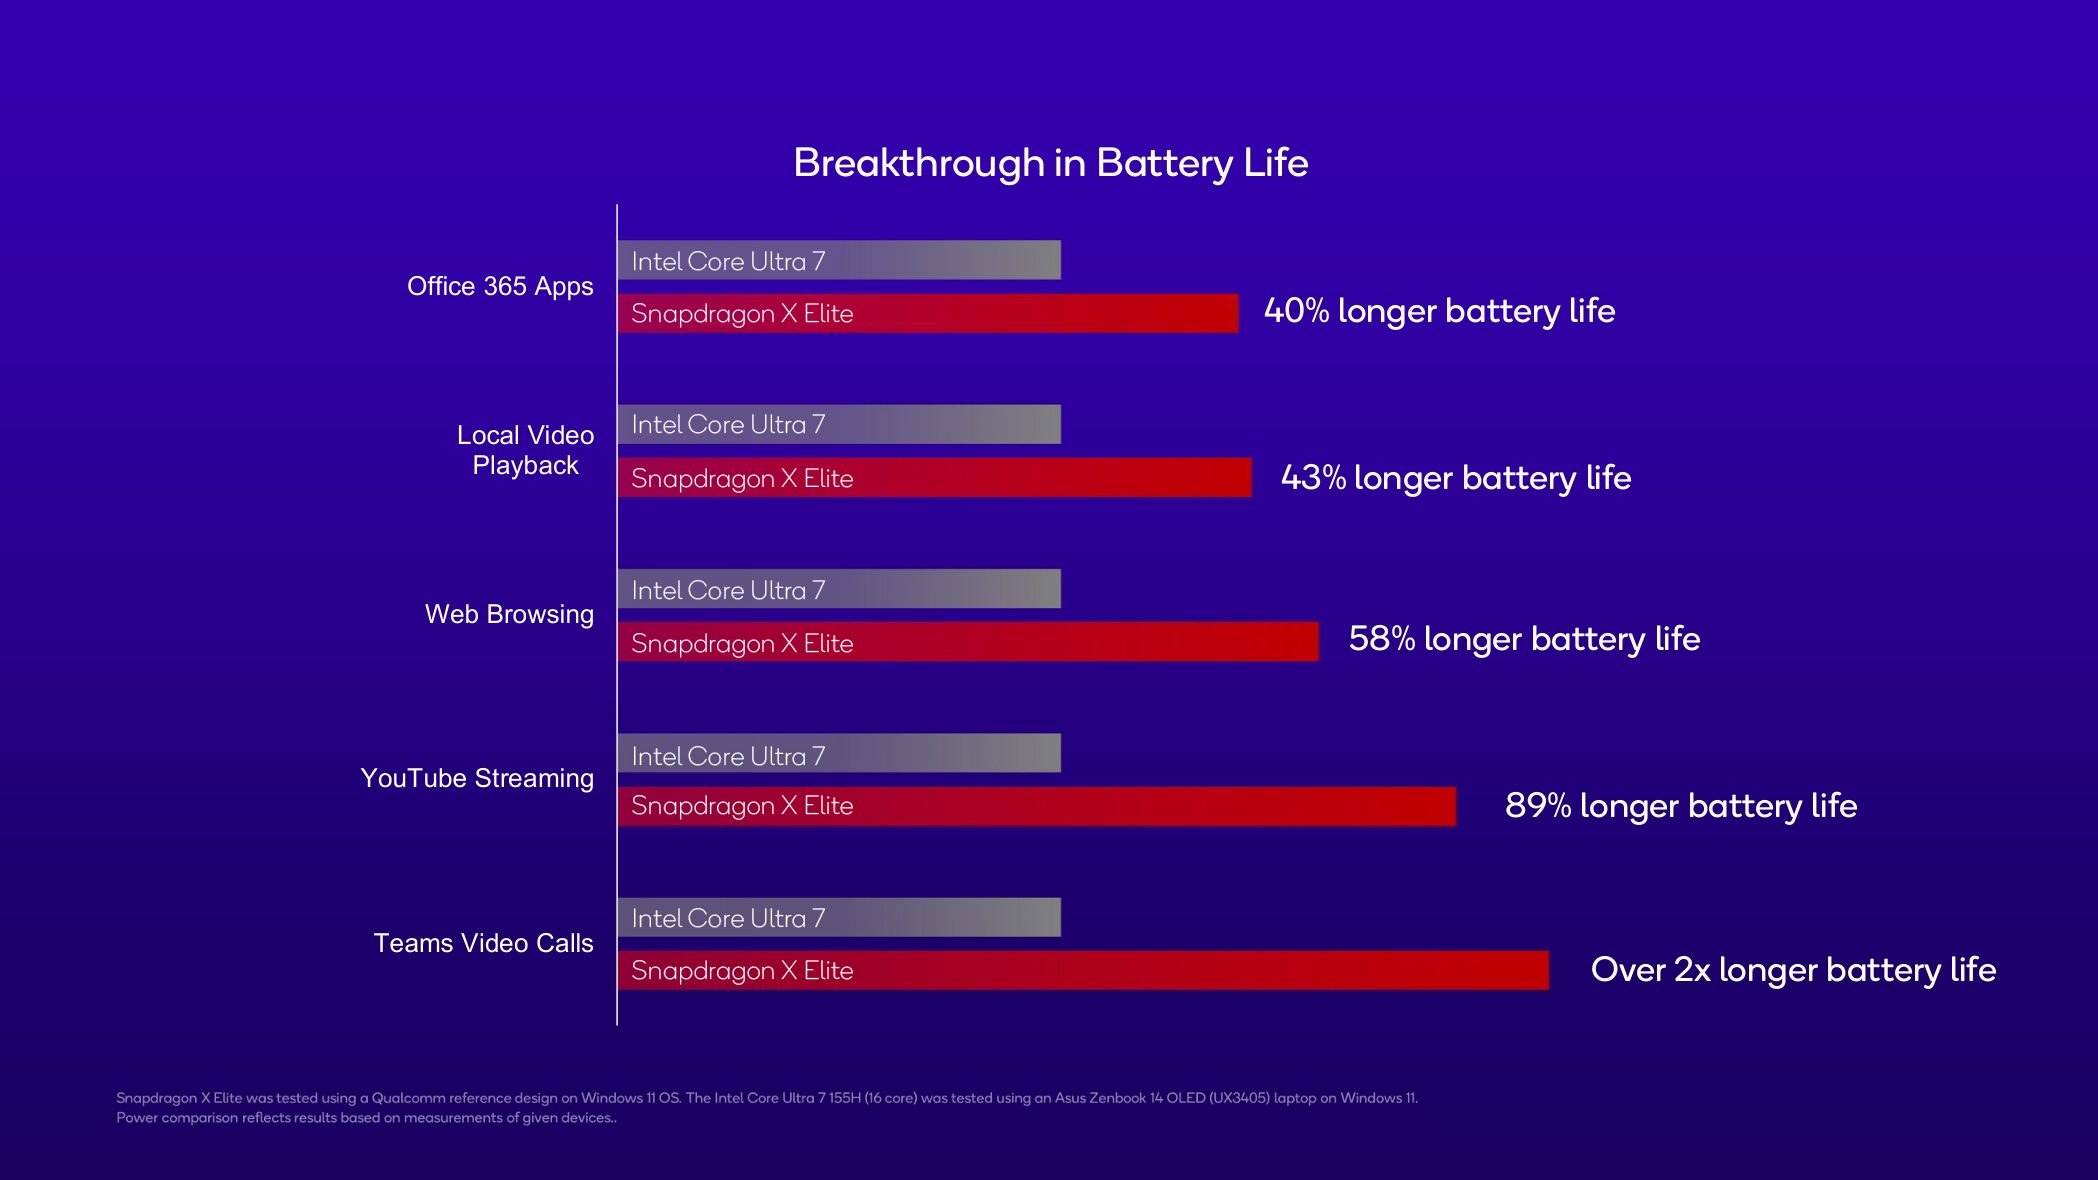 Breakthrough in Battery Life
Office 365 Apps
Intel Core Ultra 7
Snapdragon X Elite
40% longer battery life
Local Video
Playback
Intel Core Ultra 7
Snapdragon X Elite
43% longer battery life
Web Browsing
Intel Core Ultra 7
Snapdragon X Elite
58% longer battery life
YouTube Streaming
Intel Core Ultra 7
Snapdragon X Elite
89% longer battery life
Teams Video Calls
Intel Core Ultra 7
Snapdragon X Elite
Over 2x longer battery life
Snapdragon X Elite was tested using a Qualcomm reference design on Windows 11 OS. The Intel Core Ultra 7 155H (16 core) was tested using an Asus Zenbook 14 OLED (UX3405) laptop on Windows 11.
Power comparison reflects results based on measurements of given devices..